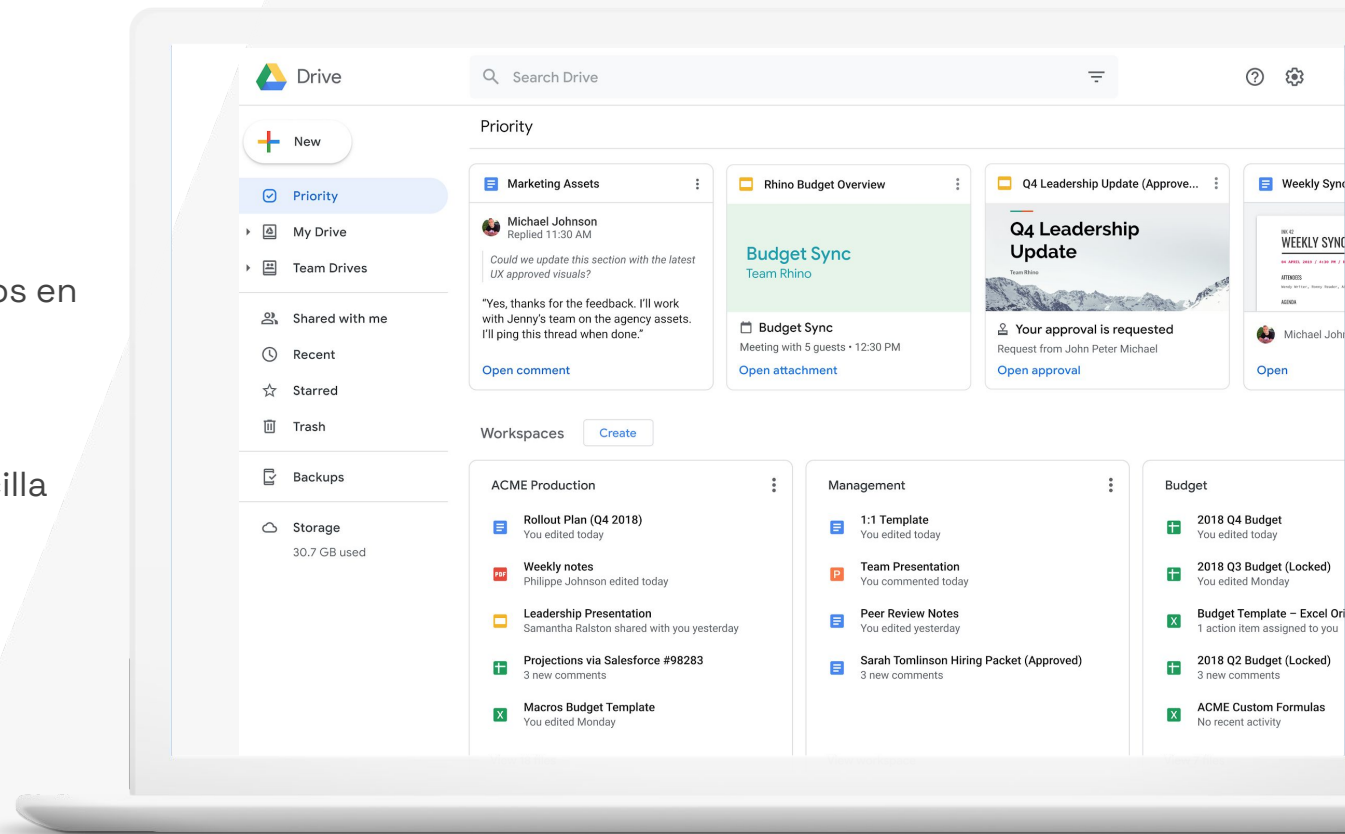 os en
illa
Drive
Search Drive
New
Priority
My Drive
Team Drives
Shared with me
Recent
Starred
Trash
Backups
Storage
30.7 GB used
Priority
Marketing Assets
Michael Johnson
Replied 11:30 AM
Could we update this section with the latest
UX approved visuals?
“Yes, thanks for the feedback. I’ll work
with Jenny’s team on the agency assets.
I’ll ping this thread when done.”
Open comment
Rhino Budget Overview
Budget Sync
Team Rhino
Budget Sync
Meeting with 5 guests • 12:30 PM
Open attachment
Q4 Leadership Update (Approve...
Q4 Leadership
Update
Team Rhino
Your approval is requested
Request from John Peter Michael
Open approval
Weekly Sync
WEEKLY SYNC
ATTENDEES
AGENDA
Michael John
Open
Workspaces
Create
ACME Production
Rollout Plan (Q4 2018)
You edited today
PDF
Weekly notes
Philippe Johnson edited today
Leadership Presentation
Samantha Ralston shared with you yesterday
Projections via Salesforce #98283
3 new comments
X
Macros Budget Template
You edited Monday
Management
1:1 Template
You edited today
P
Team Presentation
You commented today
Peer Review Notes
You edited yesterday
Sarah Tomlinson Hiring Packet (Approved)
3 new comments
Budget
2018 Q4 Budget
You edited today
2018 Q3 Budget (Locked)
You edited Monday
X
Budget Template – Excel Ori
1 action item assigned to you
2018 Q2 Budget (Locked)
3 new comments
X
ACME Custom Formulas
No recent activity